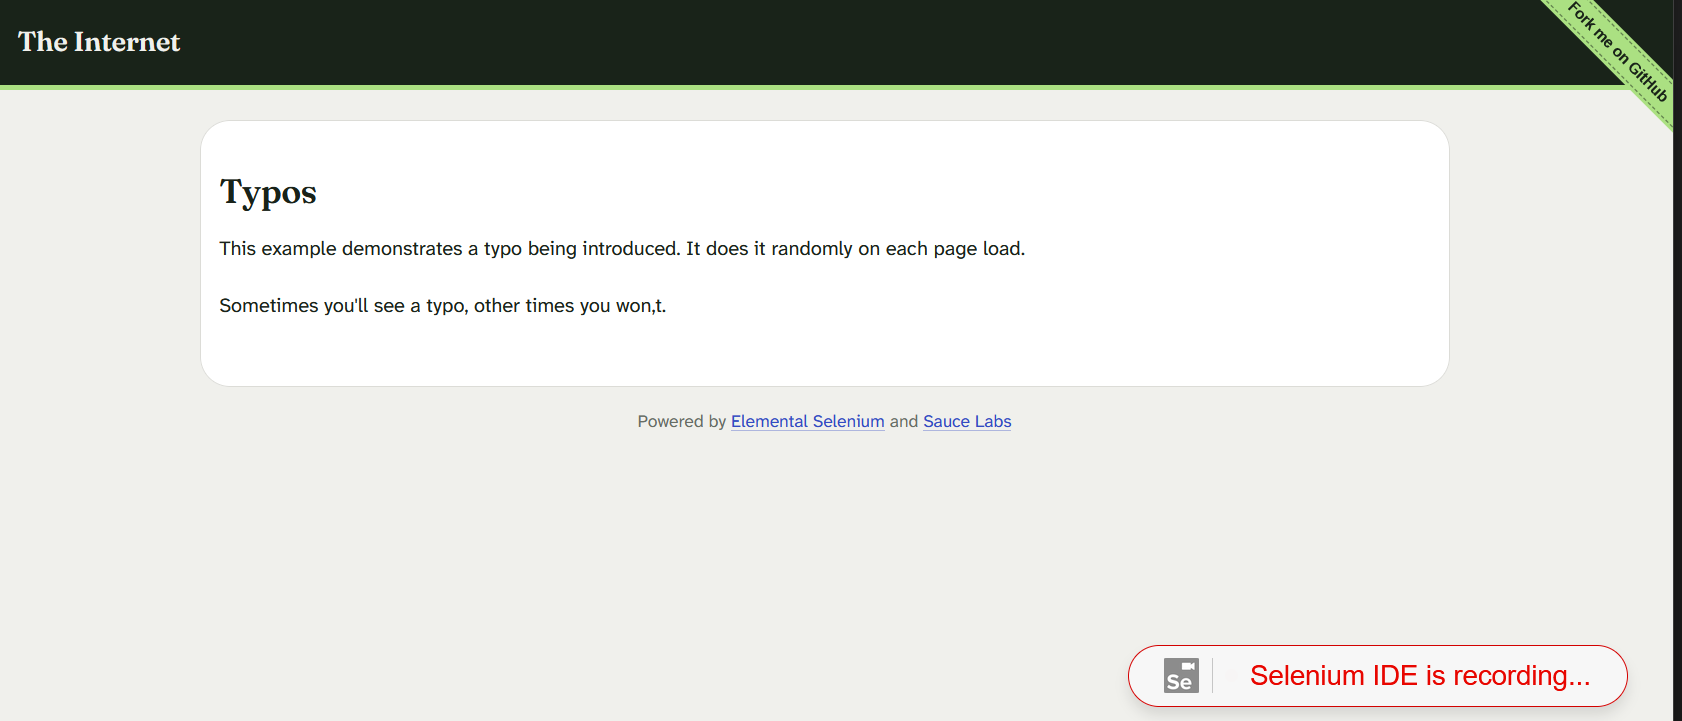 The Internet
Fork me on GitHub
Typos
This example demonstrates a typo being introduced. It does it randomly on each page load.
Sometimes you'll see a typo, other times you won,t.
Powered by Elemental Selenium and Sauce Labs
Se
Selenium IDE is recording...